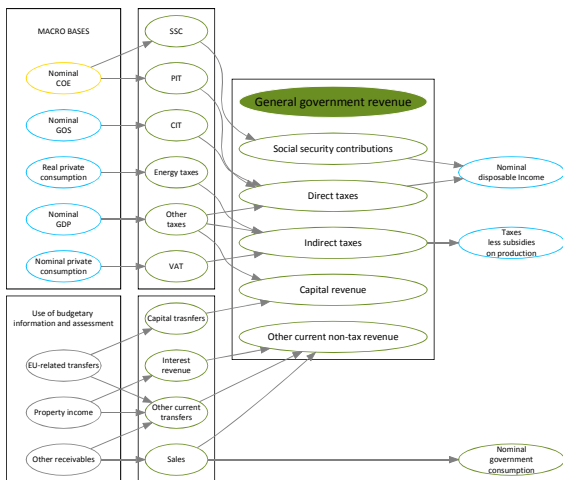 MACRO BASES
Nominal
COE
Nominal
GOS
Real private
consumption
Nominal
GDP
Nominal private
consumption
SSC
PIT
CIT
Energy taxes
Other
taxes
VAT
General government revenue
Social security contributions
Direct taxes
Indirect taxes
Capital revenue
Other current non-tax revenue
Nominal
disposable Income
Taxes
less subsidies
on production
Use of budgetary
information and assessment
EU-related transfers
Property income
Other receivables
Capital trasnfers
Interest
revenue
Other current
transfers
Sales
Nominal
government
consumption